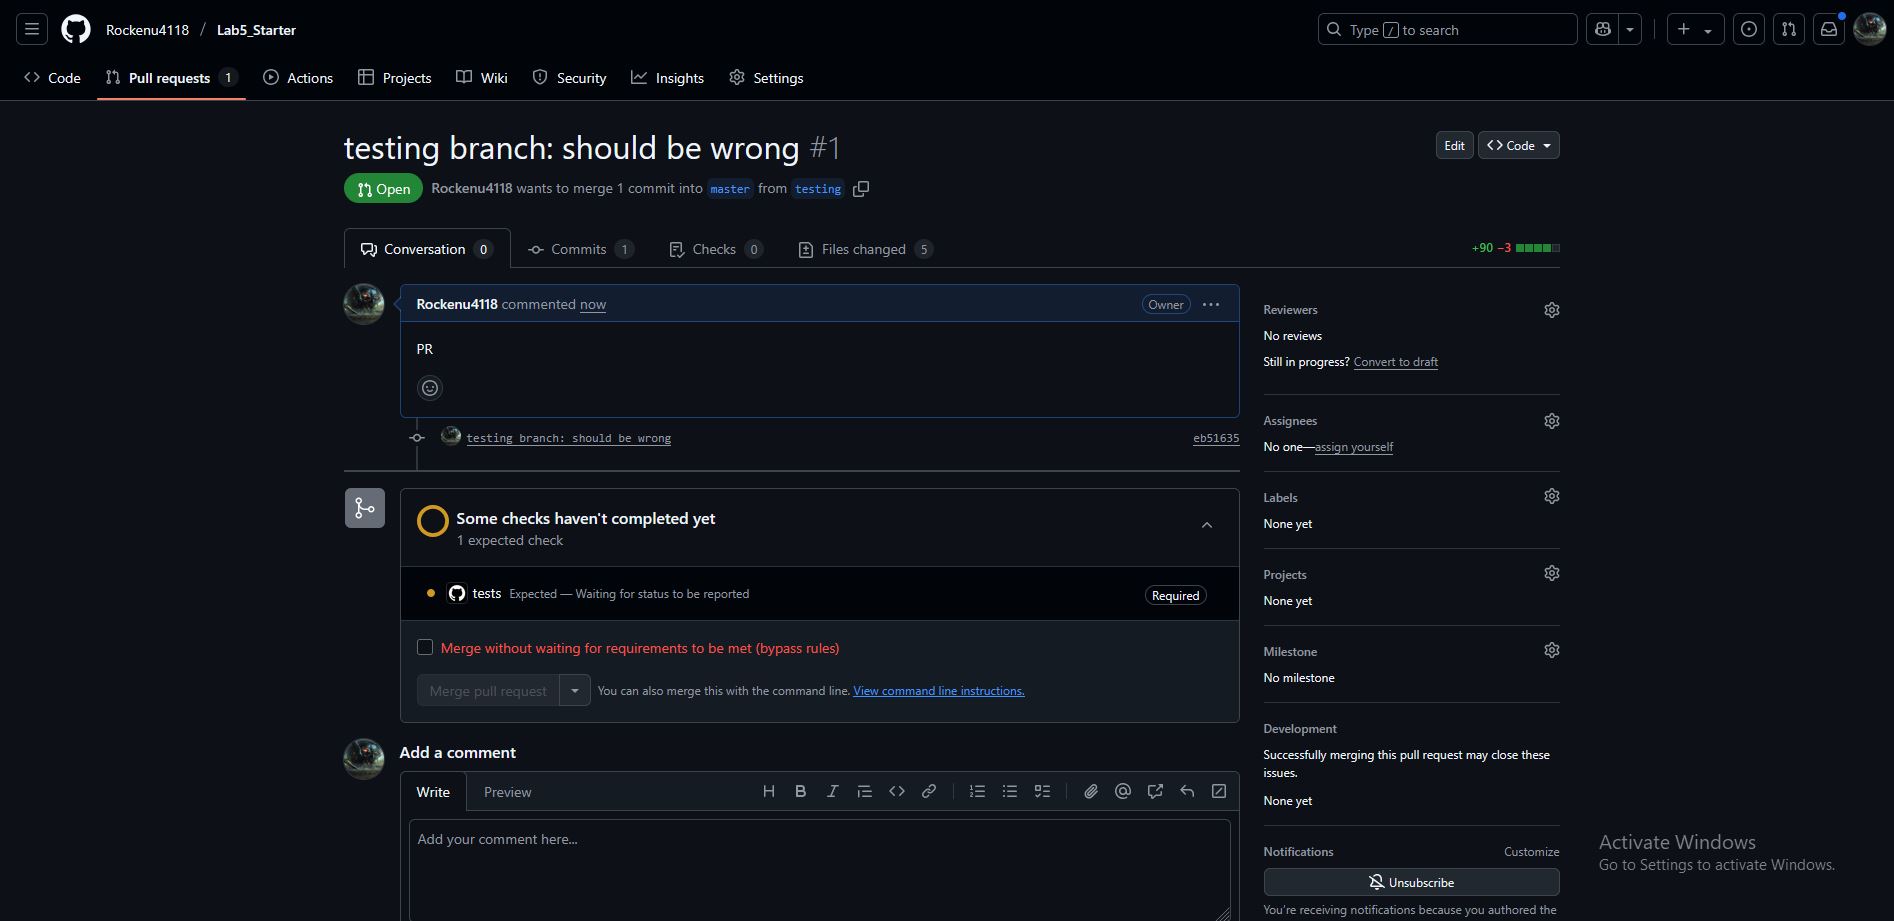 Rockenu4118 / Lab5_Starter
Type / to search
Code
Pull requests 1
Actions
Projects
Wiki
Security
Insights
Settings
testing branch: should be wrong #1
Edit
Code
Open
Rockenu4118 wants to merge 1 commit into master from testing
Conversation 0
Commits 1
Checks 0
Files changed 5
+90 −3
Rockenu4118 commented now
Owner
PR
testing branch: should be wrong
eb51635
Some checks haven't completed yet
1 expected check
tests Expected — Waiting for status to be reported
Required
Merge without waiting for requirements to be met (bypass rules)
Merge pull request
You can also merge this with the command line. View command line instructions.
Add a comment
Write
Preview
Add your comment here...
Reviewers
No reviews
Still in progress? Convert to draft
Assignees
No one—assign yourself
Labels
None yet
Projects
None yet
Milestone
No milestone
Development
Successfully merging this pull request may close these
issues.
None yet
Notifications
Customize
Unsubscribe
You're receiving notifications because you authored the
Activate Windows
Go to Settings to activate Windows.